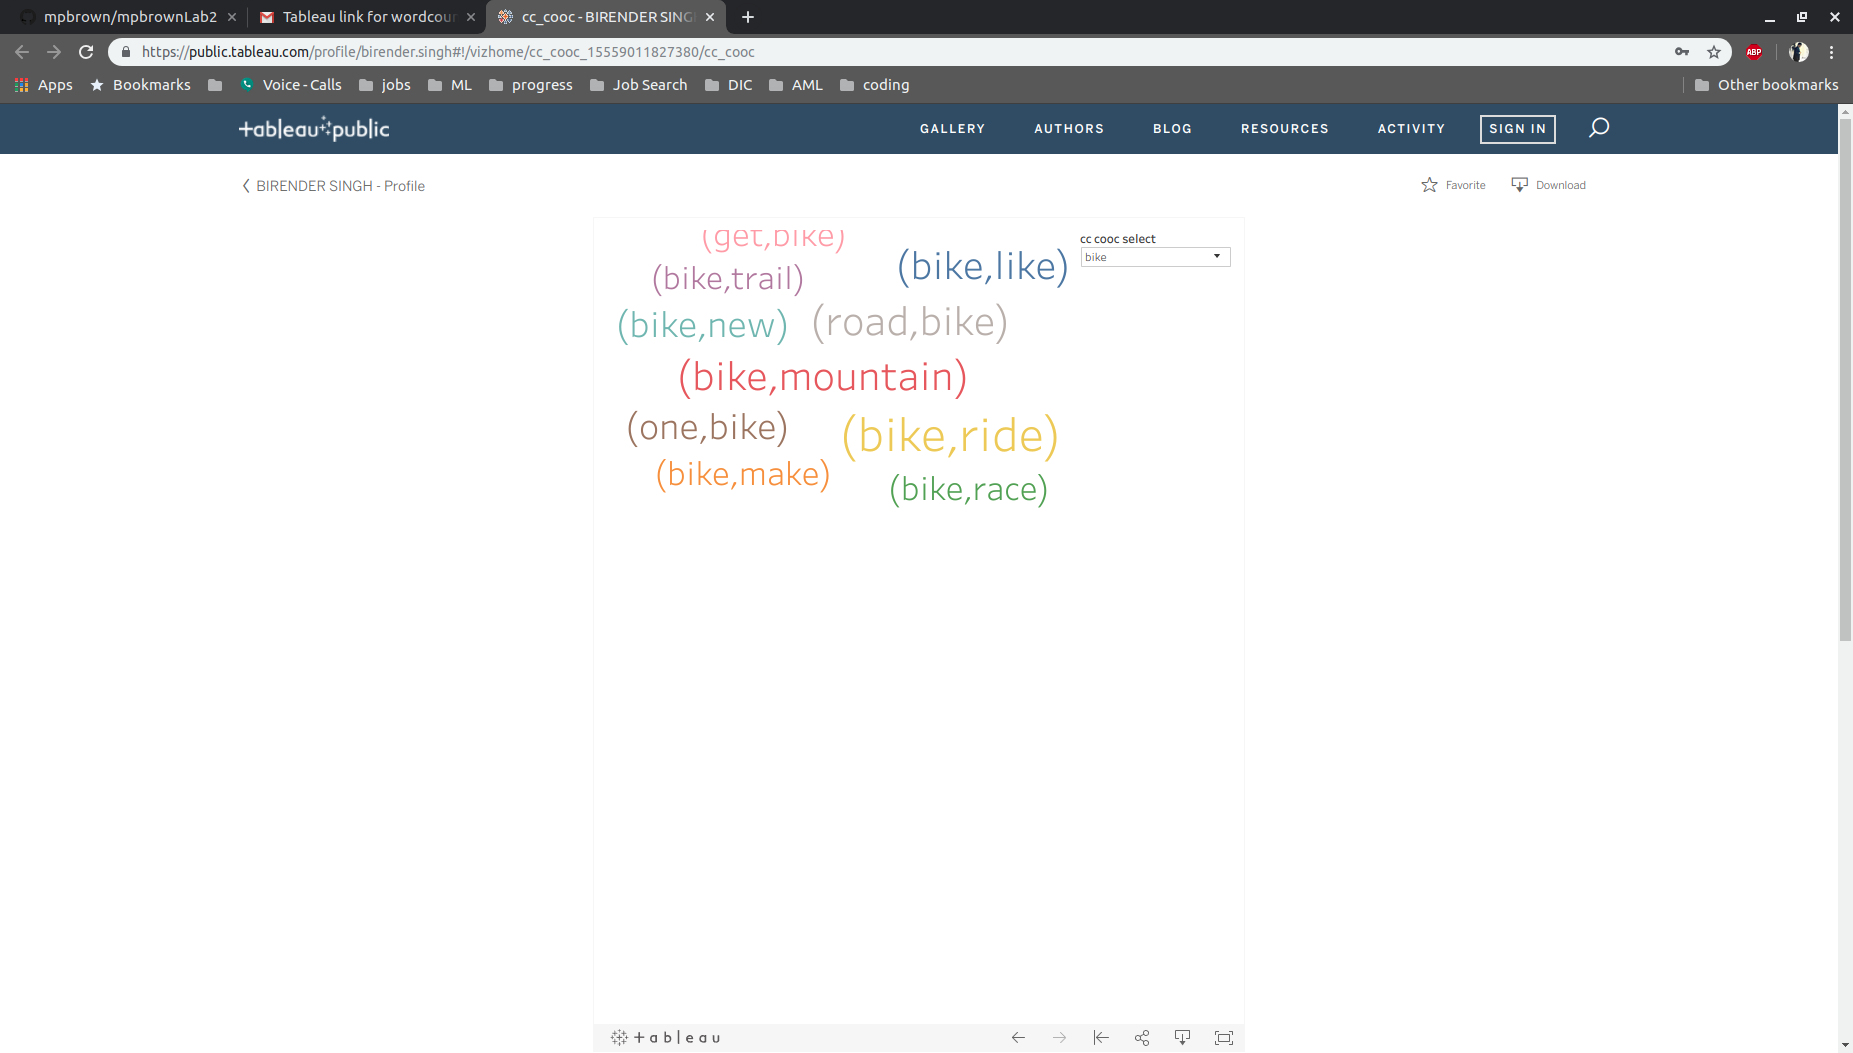 mpbrown/mpbrownLab2
Tableau link for wordcour
cc_cooc - BIRENDER SING
https://public.tableau.com/profile/birender.singh#!/vizhome/cc_cooc_15559011827380/cc_cooc
ABP
Apps
Bookmarks
Voice - Calls
jobs
ML
progress
Job Search
DIC
AML
coding
Other bookmarks
+ableau public
GALLERY
AUTHORS
BLOG
RESOURCES
ACTIVITY
SIGN IN
BIRENDER SINGH - Profile
Favorite
Download
(get,bike)
cc cooc select
bike
(bike,like)
(bike,trail)
(bike,new)
(road,bike)
(bike,mountain)
(one,bike)
(bike,ride)
(bike,make)
(bike,race)
+ableau